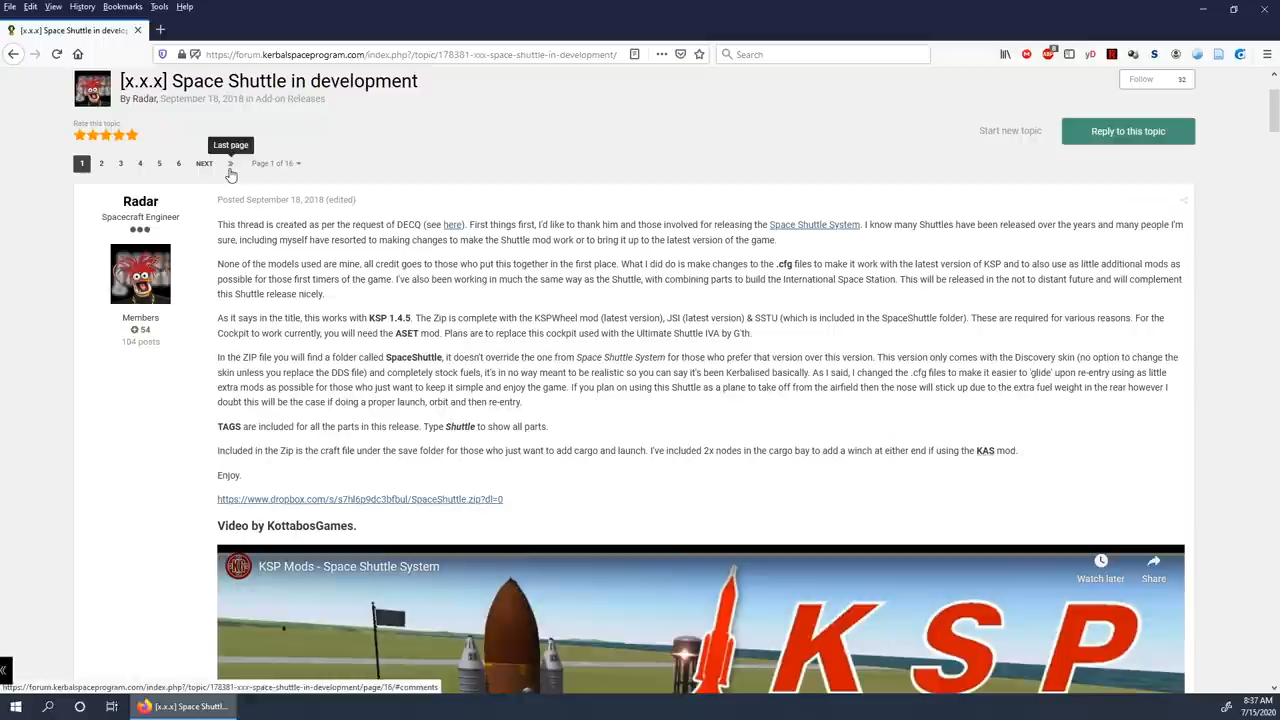 File Edit View History Bookmarks Tools Help
[x.x.x] Space Shuttle in develop
https://forum.kerbalspaceprogram.com/index.php?/topic/178381-xxx-space-shuttle-in-development/
Search
[x.x.x] Space Shuttle in development
By Radar, September 18, 2018 in Add-on Releases
Follow 32
Rate this topic
Start new topic
Reply to this topic
Last page
1 2 3 4 5 6 NEXT » Page 1 of 16
Radar
Spacecraft Engineer
Members
54
104 posts
Posted September 18, 2018 (edited)
This thread is created as per the request of DECQ (see here). First things first, I'd like to thank him and those involved for releasing the Space Shuttle System. I know many Shuttles have been released over the years and many people I'm
sure, including myself have resorted to making changes to make the Shuttle mod work or to bring it up to the latest version of the game.
None of the models used are mine, all credit goes to those who put this together in the first place. What I did do is make changes to the .cfg files to make it work with the latest version of KSP and to also use as little additional mods as
possible for those first timers of the game. I've also been working in much the same way as the Shuttle, with combining parts to build the International Space Station. This will be released in the not to distant future and will complement
this Shuttle release nicely.
As it says in the title, this works with KSP 1.4.5. The Zip is complete with the KSPWheel mod (latest version), JSI (latest version) & SSTU (which is included in the SpaceShuttle folder). These are required for various reasons. For the
Cockpit to work currently, you will need the ASET mod. Plans are to replace this cockpit used with the Ultimate Shuttle IVA by G'th.
In the ZIP file you will find a folder called SpaceShuttle, it doesn't override the one from Space Shuttle System for those who prefer that version over this version. This version only comes with the Discovery skin (no option to change the
skin unless you replace the DDS file) and completely stock fuels, it's in no way meant to be realistic so you can say it's been Kerbalised basically. As I said, I changed the .cfg files to make it easier to 'glide' upon re-entry using as little
extra mods as possible for those who just want to keep it simple and enjoy the game. If you plan on using this Shuttle as a plane to take off from the airfield then the nose will stick up due to the extra fuel weight in the rear however I
doubt this will be the case if doing a proper launch, orbit and then re-entry.
TAGS are included for all the parts in this release. Type Shuttle to show all parts.
Included in the Zip is the craft file under the save folder for those who just want to add cargo and launch. I've included 2x nodes in the cargo bay to add a winch at either end if using the KAS mod.
Enjoy.
https://www.dropbox.com/s/s7hl6p9dc3bfbul/SpaceShuttle.zip?dl=0
Video by KottabosGames.
KSP Mods - Space Shuttle System
Watch later
Share
KSP
https://forum.kerbalspaceprogram.com/index.php?/topic/178381-xxx-space-shuttle-in-development/page/16/#comments
[x.x.x] Space Shuttl...
8:37 AM
7/15/2020